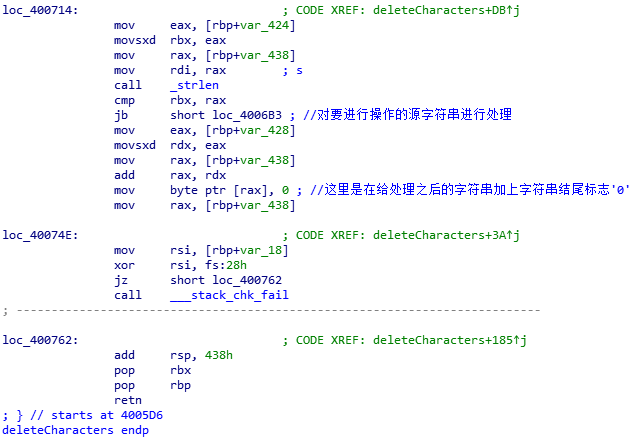 loc_400714: ; CODE XREF: deleteCharacters+DB↑j
mov eax, [rbp+var_424]
movsxd rbx, eax
mov rax, [rbp+var_438]
mov rdi, rax ; s
call _strlen
cmp rbx, rax
jb short loc_4006B3 ; //对要进行操作的源字符串进行处理
mov eax, [rbp+var_428]
movsxd rdx, eax
mov rax, [rbp+var_438]
add rax, rdx
mov byte ptr [rax], 0 ; //这里是在给处理之后的字符串加上字符串结尾标志'0'
mov rax, [rbp+var_438]
loc_40074E: ; CODE XREF: deleteCharacters+3A↑j
mov rsi, [rbp+var_18]
xor rsi, fs:28h
jz short loc_400762
call ___stack_chk_fail
; ---------------------------------------------------------------------------
loc_400762: ; CODE XREF: deleteCharacters+185↑j
add rsp, 438h
pop rbx
pop rbp
retn
; } // starts at 4005D6
deleteCharacters endp